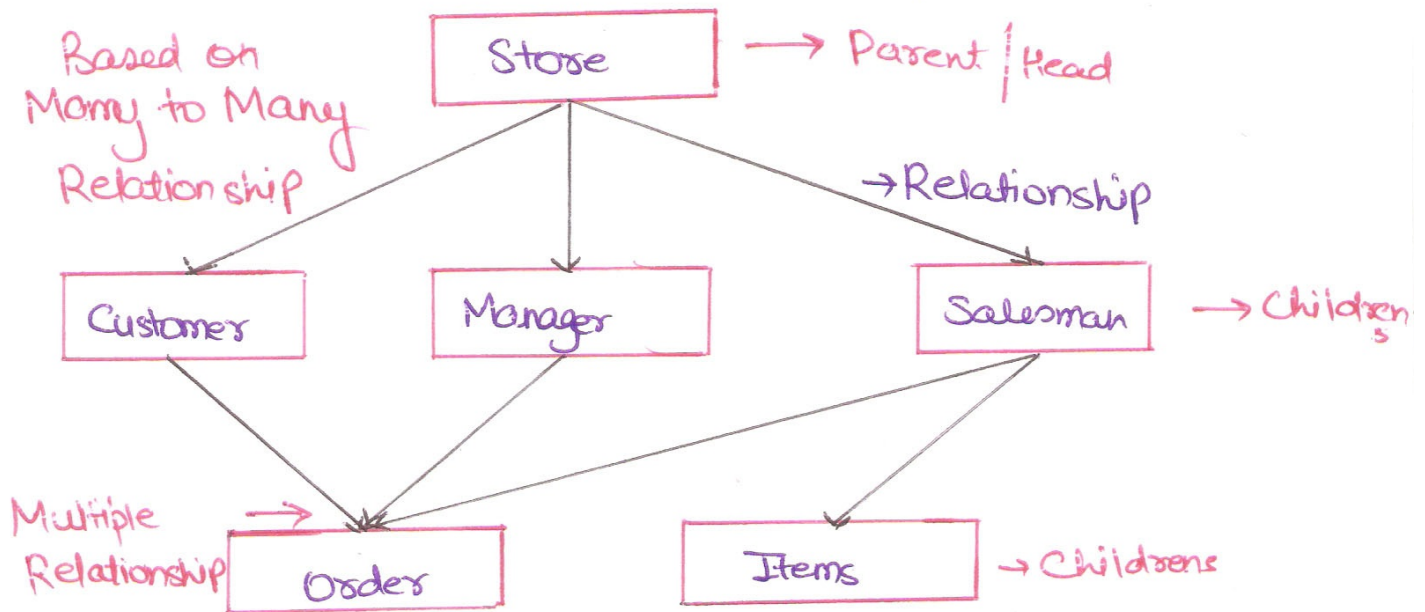 Store
→ Parent | Head
Based on
Many to Many
Relationship
→ Relationship
Customer
Manager
Salesman
→ Childrens
Multiple →
Relationship
Order
Items
→ Childrens